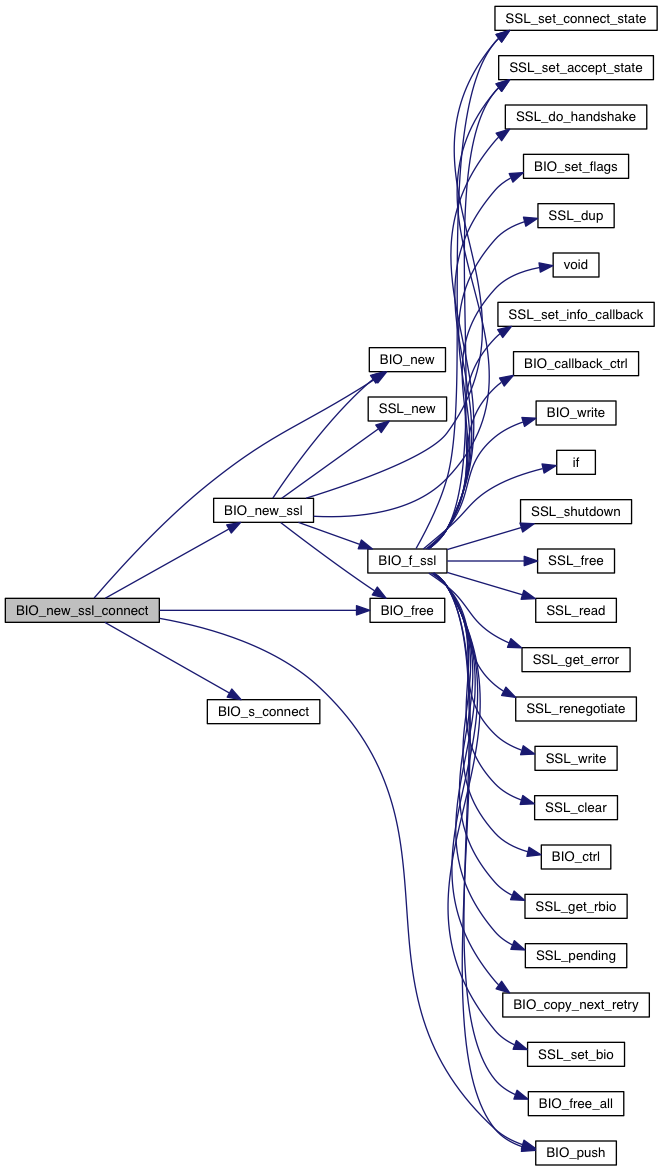 SSL_set_connect_state
SSL_set_accept_state
SSL_do_handshake
BIO_set_flags
SSL_dup
void
SSL_set_info_callback
BIO_new
BIO_callback_ctrl
SSL_new
BIO_write
if
BIO_new_ssl
SSL_shutdown
BIO_f_ssl
SSL_free
BIO_new_ssl_connect
BIO_free
SSL_read
SSL_get_error
BIO_s_connect
SSL_renegotiate
SSL_write
SSL_clear
BIO_ctrl
SSL_get_rbio
SSL_pending
BIO_copy_next_retry
SSL_set_bio
BIO_free_all
BIO_push